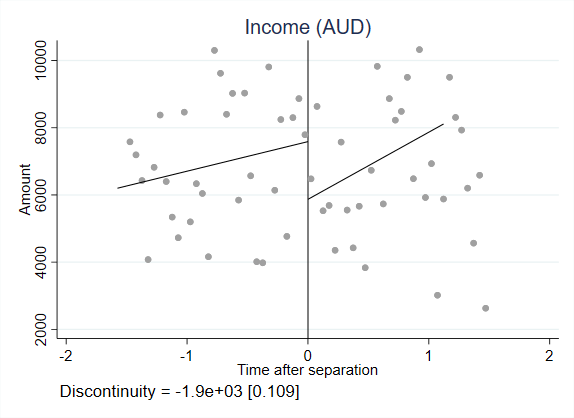 Income (AUD)
10000
8000
6000
4000
2000
Amount
-2
-1
0
1
2
Time after separation
Discontinuity = -1.9e+03 [0.109]